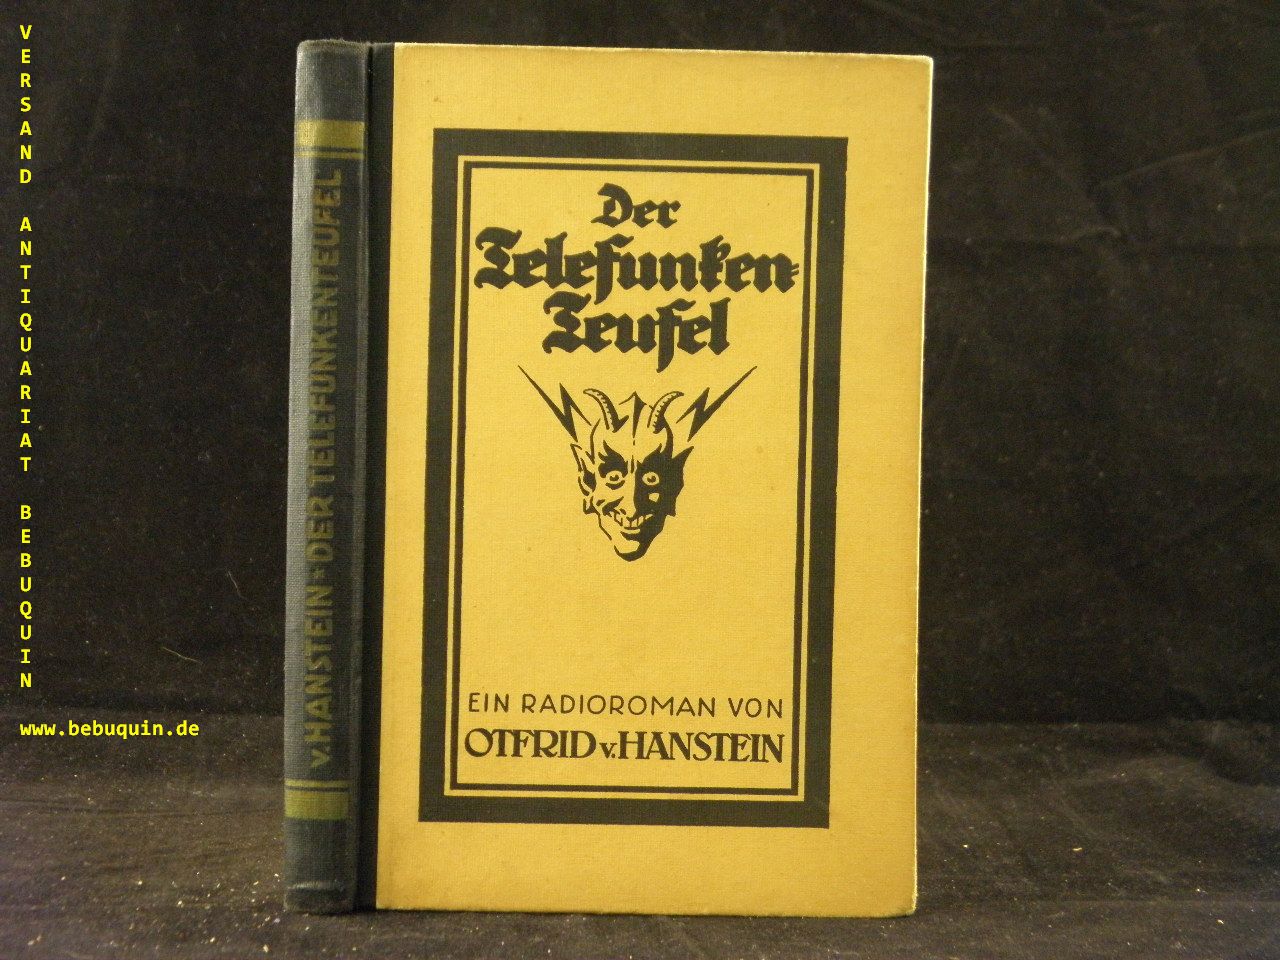 VERSAND ANTIQUARIAT BEBUQUIN
www.bebuquin.de
v. HANSTEIN · DER TELEFUNKENTEUFEL
Der
Telefunken-
Teufel
EIN RADIOROMAN VON
OTFRID v. HANSTEIN